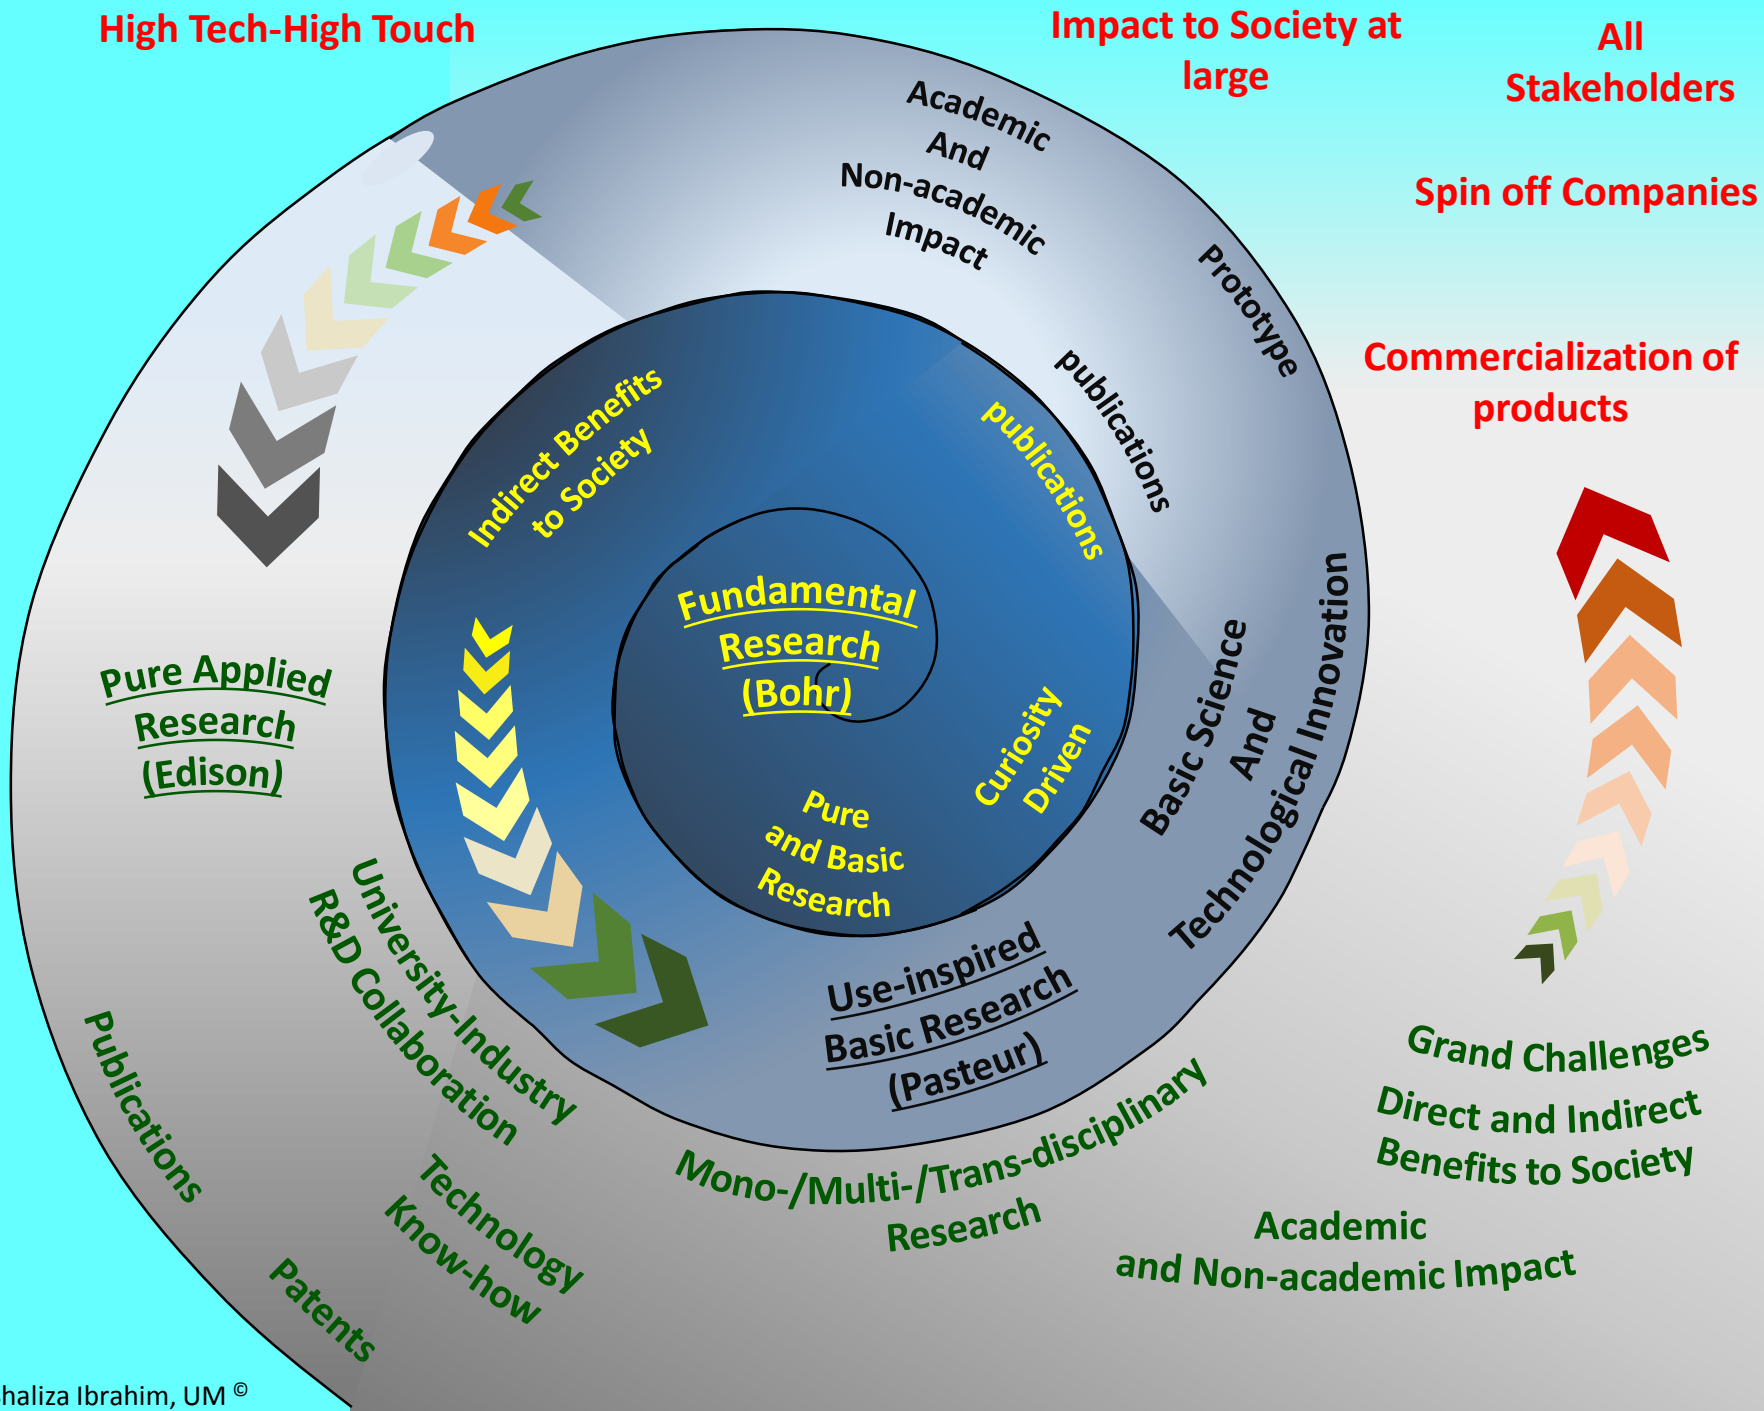 High Tech-High Touch
Impact to Society at
large
All
Stakeholders
Spin off Companies
Commercialization of
products
Academic
And
Non-academic
Impact
Prototype
publications
publications
Indirect Benefits
to Society
Fundamental
Research
(Bohr)
Curiosity
Driven
Pure
and Basic
Research
Basic Science
And
Technological Innovation
Use-inspired
Basic Research
(Pasteur)
Pure Applied
Research
(Edison)
University-Industry
R&D Collaboration
Publications
Technology
Know-how
Patents
Mono-/Multi-/Trans-disciplinary
Research
Grand Challenges
Direct and Indirect
Benefits to Society
Academic
and Non-academic Impact
Ibrahim, UM ©